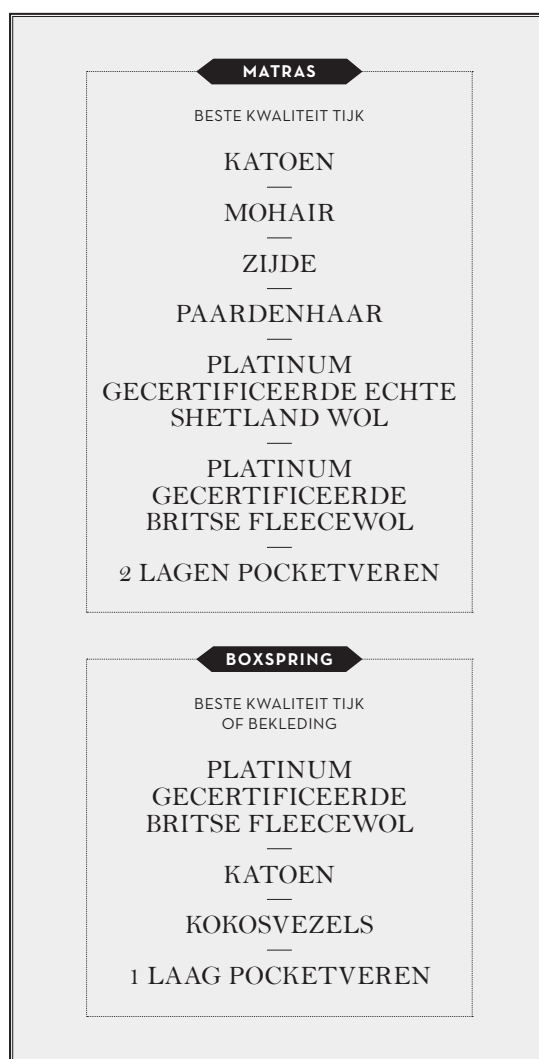 MATRAS
BESTE KWALITEIT TIJK
KATOEN
MOHAIR
ZIJDE
PAARDENHAAR
PLATINUM
GECERTIFICEERDE ECHTE
SHETLAND WOL
PLATINUM
GECERTIFICEERDE
BRITSE FLEECEWOL
2 LAGEN POCKETVEREN
BOXSPRING
BESTE KWALITEIT TIJK
OF BEKLEDING
PLATINUM
GECERTIFICEERDE
BRITSE FLEECEWOL
KATOEN
KOKOSVEZELS
1 LAAG POCKETVEREN